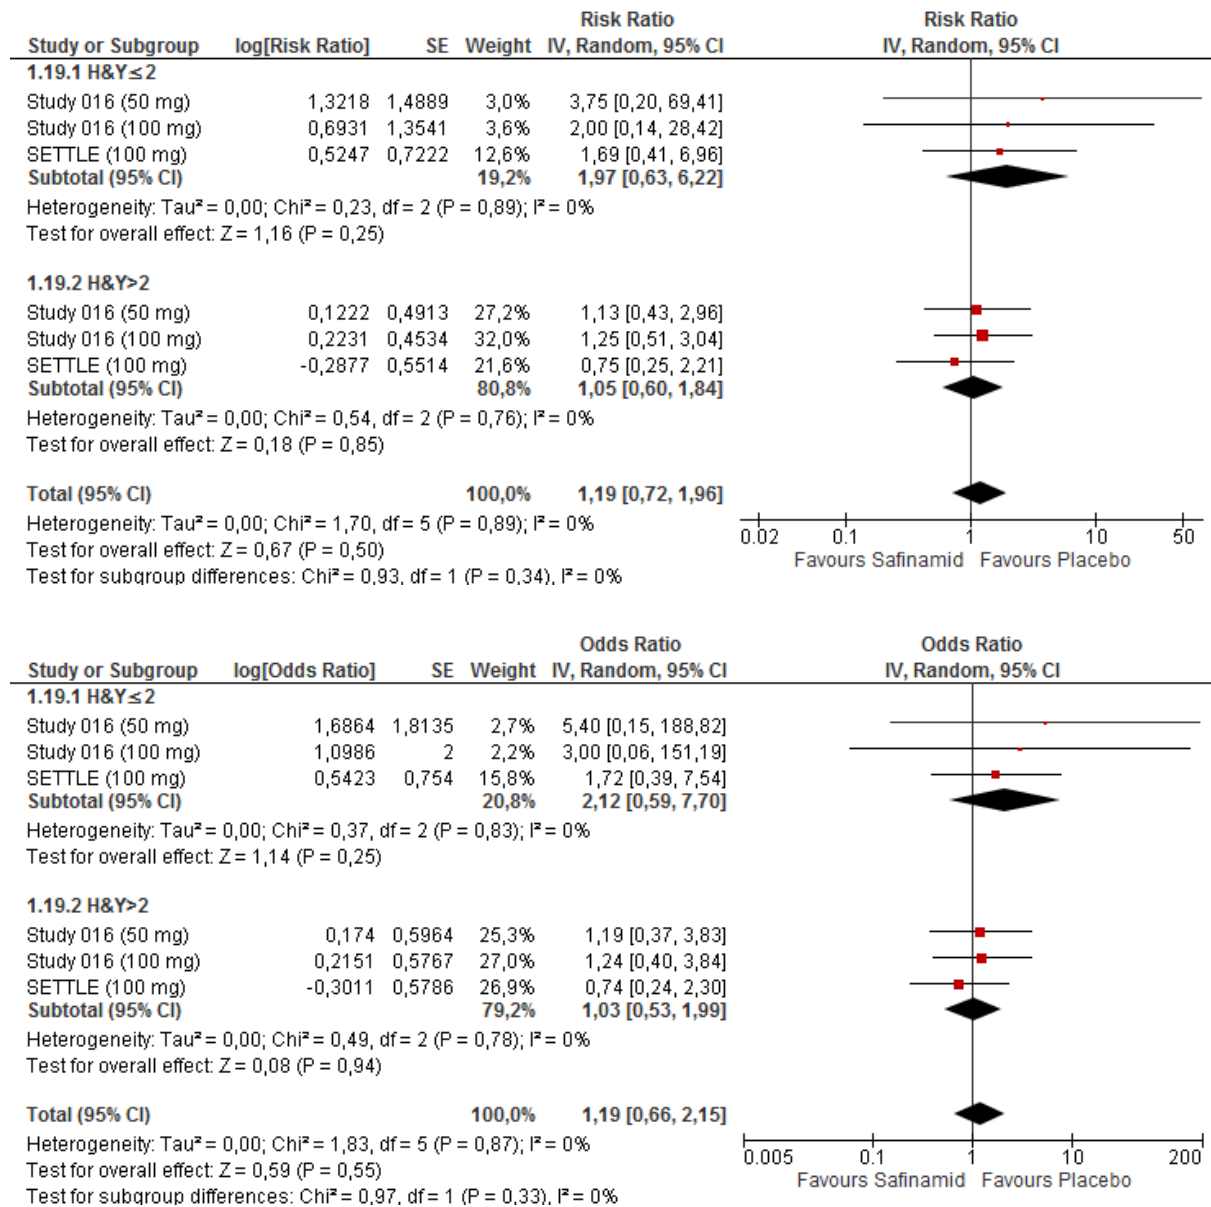 Risk Ratio Risk Ratio
Study or Subgroup log[Risk Ratio] SE Weight IV, Random, 95% CI IV, Random, 95% CI
1.19.1 H&Y≤2
Study 016 (50 mg) 1,3218 1,4889 3,0% 3,75 [0,20, 69,41]
Study 016 (100 mg) 0,6931 1,3541 3,6% 2,00 [0,14, 28,42]
SETTLE (100 mg) 0,5247 0,7222 12,6% 1,69 [0,41, 6,96]
Subtotal (95% CI) 19,2% 1,97 [0,63, 6,22]
Heterogeneity: Tau² = 0,00; Chi² = 0,23, df = 2 (P = 0,89); I² = 0%
Test for overall effect: Z = 1,16 (P = 0,25)
1.19.2 H&Y>2
Study 016 (50 mg) 0,1222 0,4913 27,2% 1,13 [0,43, 2,96]
Study 016 (100 mg) 0,2231 0,4534 32,0% 1,25 [0,51, 3,04]
SETTLE (100 mg) -0,2877 0,5514 21,6% 0,75 [0,25, 2,21]
Subtotal (95% CI) 80,8% 1,05 [0,60, 1,84]
Heterogeneity: Tau² = 0,00; Chi² = 0,54, df = 2 (P = 0,76); I² = 0%
Test for overall effect: Z = 0,18 (P = 0,85)
Total (95% CI) 100,0% 1,19 [0,72, 1,96]
Heterogeneity: Tau² = 0,00; Chi² = 1,70, df = 5 (P = 0,89); I² = 0%
Test for overall effect: Z = 0,67 (P = 0,50)
Test for subgroup differences: Chi² = 0,93, df = 1 (P = 0,34), I² = 0%
0.02 0.1 1 10 50
Favours Safinamid Favours Placebo
Odds Ratio Odds Ratio
Study or Subgroup log[Odds Ratio] SE Weight IV, Random, 95% CI IV, Random, 95% CI
1.19.1 H&Y≤2
Study 016 (50 mg) 1,6864 1,8135 2,7% 5,40 [0,15, 188,82]
Study 016 (100 mg) 1,0986 2 2,2% 3,00 [0,06, 151,19]
SETTLE (100 mg) 0,5423 0,754 15,8% 1,72 [0,39, 7,54]
Subtotal (95% CI) 20,8% 2,12 [0,59, 7,70]
Heterogeneity: Tau² = 0,00; Chi² = 0,37, df = 2 (P = 0,83); I² = 0%
Test for overall effect: Z = 1,14 (P = 0,25)
1.19.2 H&Y>2
Study 016 (50 mg) 0,174 0,5964 25,3% 1,19 [0,37, 3,83]
Study 016 (100 mg) 0,2151 0,5767 27,0% 1,24 [0,40, 3,84]
SETTLE (100 mg) -0,3011 0,5786 26,9% 0,74 [0,24, 2,30]
Subtotal (95% CI) 79,2% 1,03 [0,53, 1,99]
Heterogeneity: Tau² = 0,00; Chi² = 0,49, df = 2 (P = 0,78); I² = 0%
Test for overall effect: Z = 0,08 (P = 0,94)
Total (95% CI) 100,0% 1,19 [0,66, 2,15]
Heterogeneity: Tau² = 0,00; Chi² = 1,83, df = 5 (P = 0,87); I² = 0%
Test for overall effect: Z = 0,59 (P = 0,55)
Test for subgroup differences: Chi² = 0,97, df = 1 (P = 0,33), I² = 0%
0.005 0.1 1 10 200
Favours Safinamid Favours Placebo